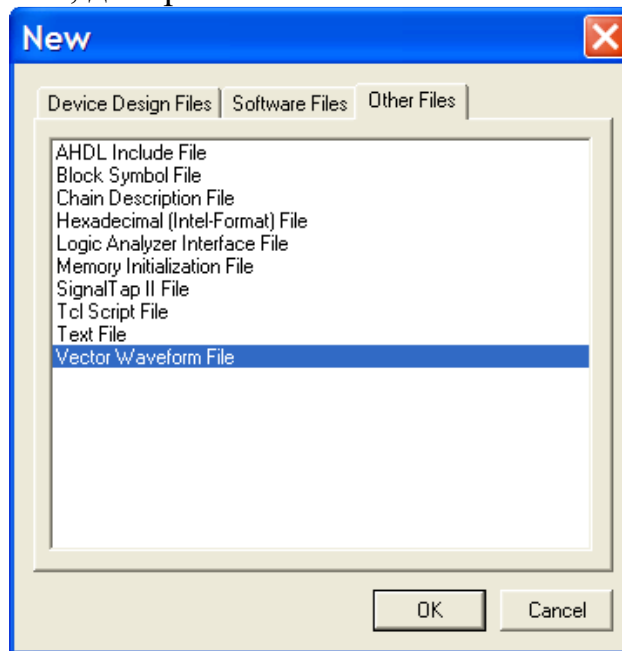 New
Device Design Files Software Files Other Files
AHDL Include File
Block Symbol File
Chain Description File
Hexadecimal (Intel-Format) File
Logic Analyzer Interface File
Memory Initialization File
SignalTap II File
Tcl Script File
Text File
Vector Waveform File
OK Cancel